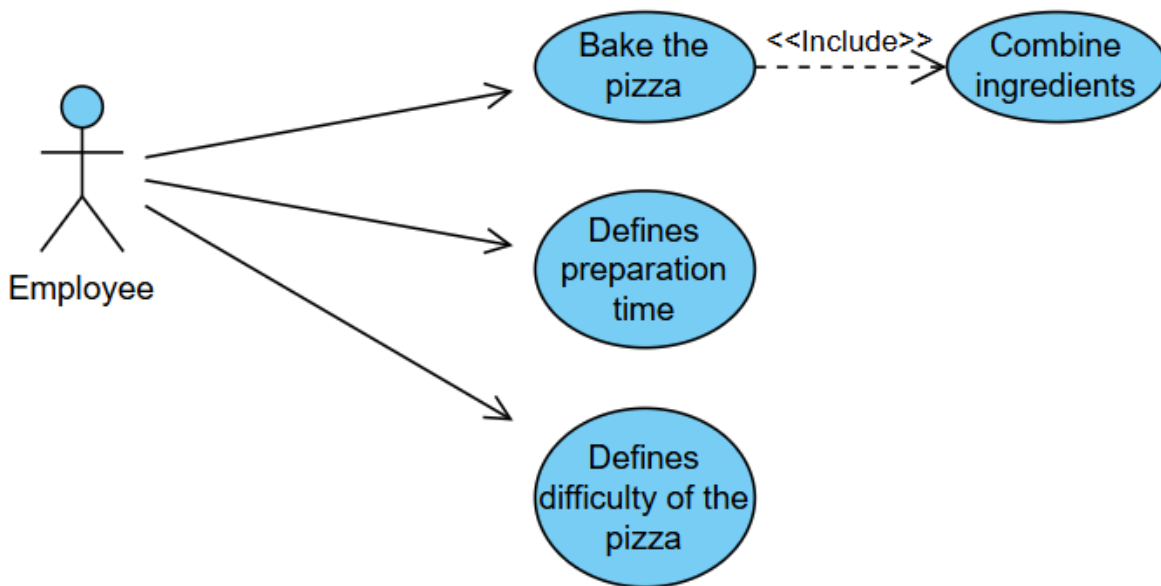 Bake the
pizza
<<Include>>
Combine
ingredients
Employee
Defines
preparation
time
Defines
difficulty of the
pizza